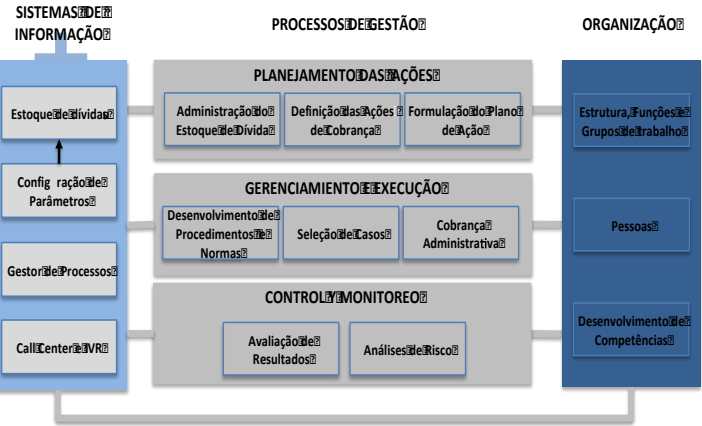 SISTEMAS DE
INFORMAÇÃO
PROCESSOS DE GESTÃO
ORGANIZAÇÃO
PLANEJAMENTO DAS AÇÕES
Estoque de dívidas
Administração do
Estoque de Dívida
Definição das Ações
de Cobrança
Formulação do Plano
de Ação
Estrutura, Funções e
Grupos de trabalho
Config ração de
Parâmetros
GERENCIAMIENTO E EXECUÇÃO
Desenvolvimento de
Procedimentos e
Normas
Seleção de Casos
Cobrança
Administrativa
Pessoas
Gestor de Processos
CONTROL Y MONITOREO
Call Center e IVR
Avaliação de
Resultados
Análises de Risco
Desenvolvimento de
Competências